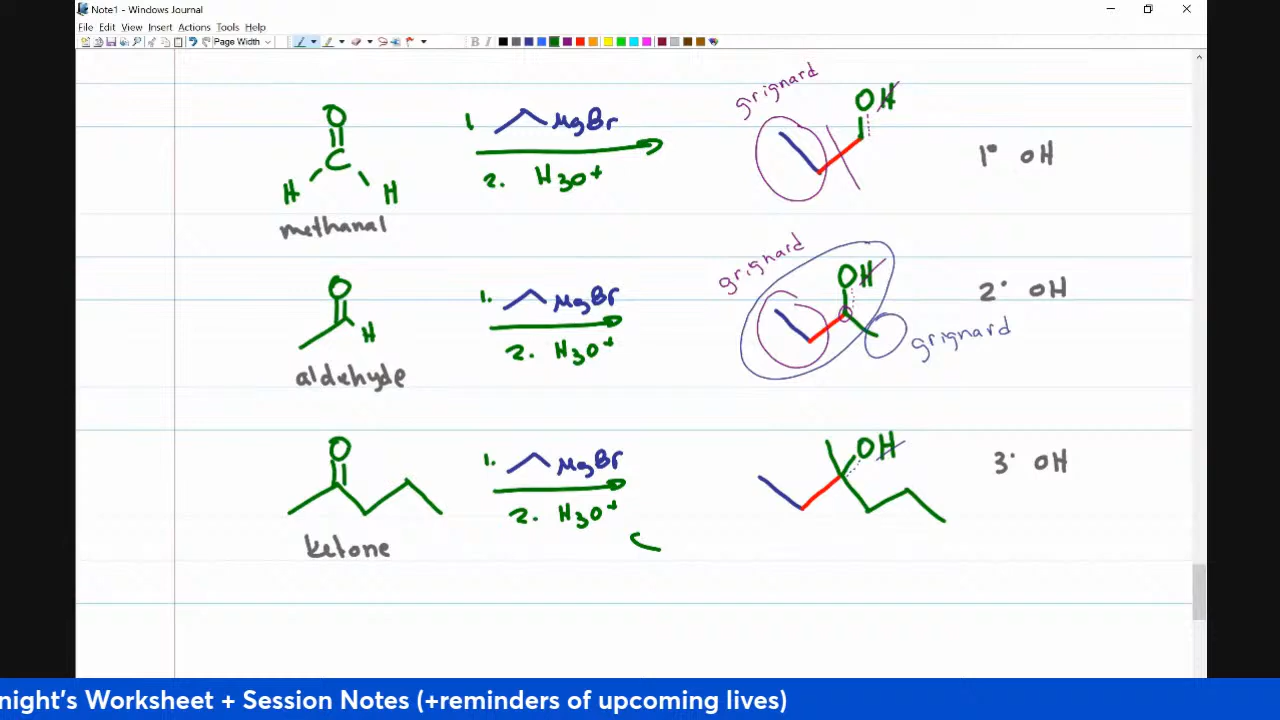 Note1 - Windows Journal
File Edit View Insert Actions Tools Help
Page Width B I
grignard
O
C
H H
methanal
1. MgBr
2. H3O+
OH
1° OH
grignard
O
H
aldehyde
1. MgBr
2. H3O+
OH
grignard
2° OH
O
ketone
1. MgBr
2. H3O+
OH
3° OH
night's Worksheet + Session Notes (+reminders of upcoming lives)